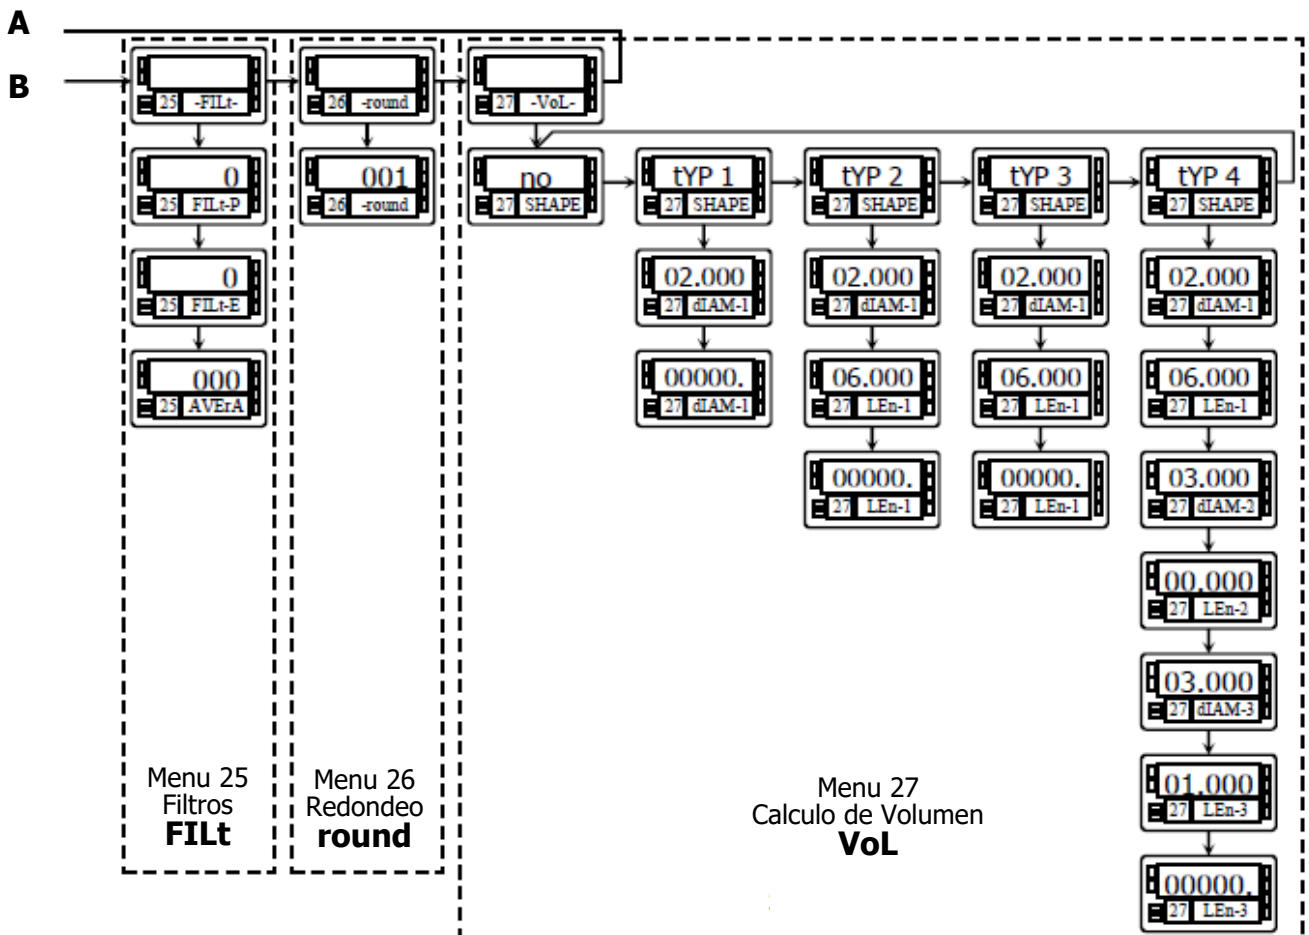 A
B
25 -FILt-
0
25 FILt-P
0
25 FILt-E
000
25 AVErA
Menu 25
Filtros
FILt
26 -round
001
26 -round
Menu 26
Redondeo
round
27 -VoL-
no
27 SHAPE
tYP 1
27 SHAPE
02.000
27 dIAM-1
00000.
27 dIAM-1
tYP 2
27 SHAPE
02.000
27 dIAM-1
06.000
27 LEn-1
00000.
27 LEn-1
tYP 3
27 SHAPE
02.000
27 dIAM-1
06.000
27 LEn-1
00000.
27 LEn-1
tYP 4
27 SHAPE
02.000
27 dIAM-1
06.000
27 LEn-1
03.000
27 dIAM-2
00.000
27 LEn-2
03.000
27 dIAM-3
01.000
27 LEn-3
00000.
27 LEn-3
Menu 27
Calculo de Volumen
VoL